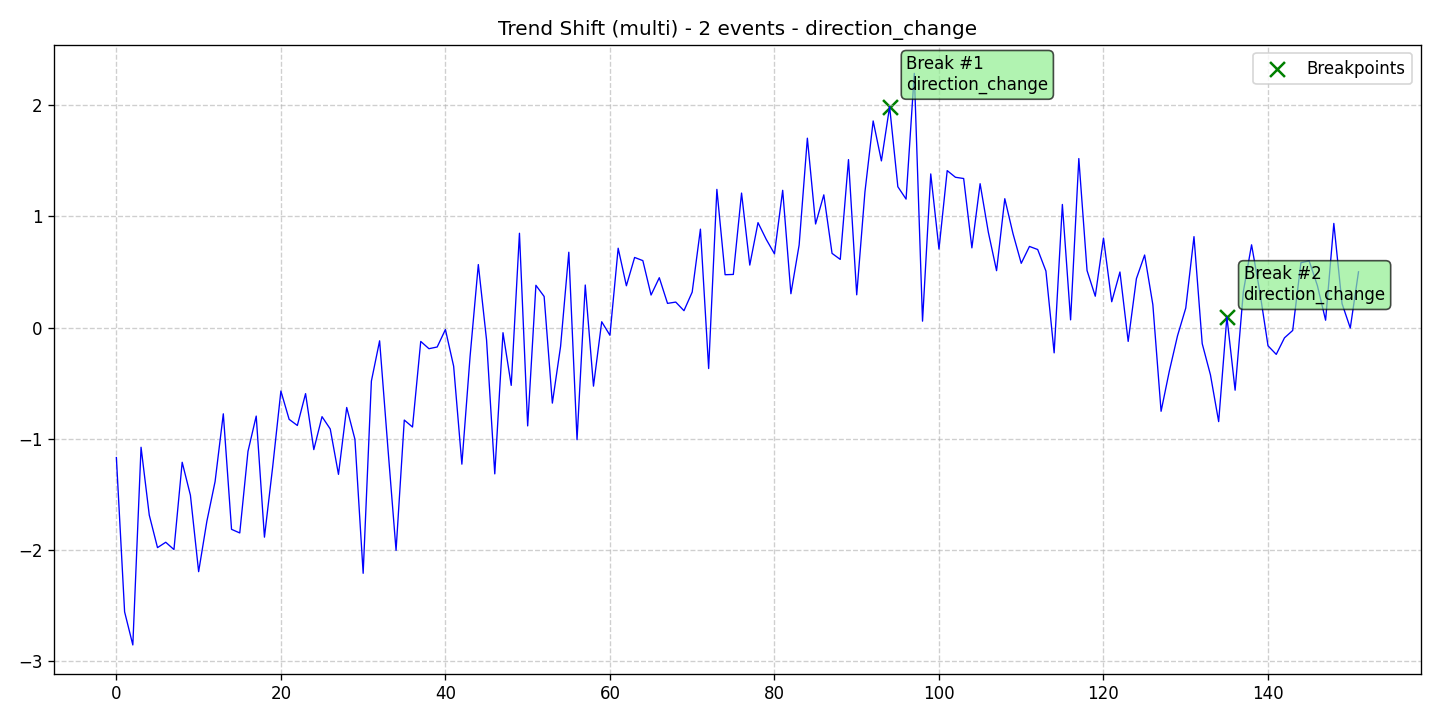 Trend Shift (multi) - 2 events - direction_change
Break #1
direction_change
Breakpoints
Break #2
direction_change
2
1
0
−1
−2
−3
0
20
40
60
80
100
120
140